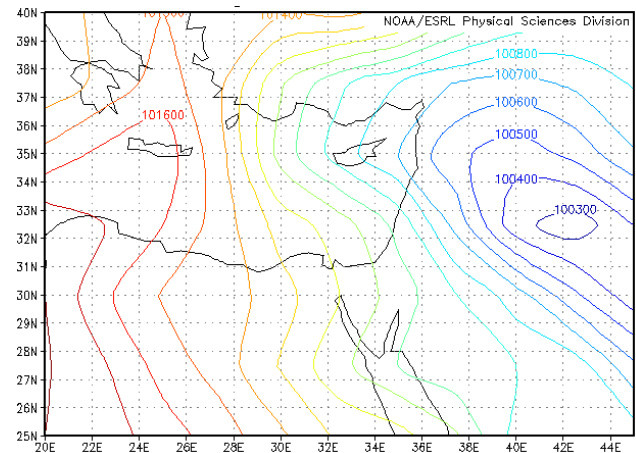 40N
101500
101400
NOAA/ESRL Physical Sciences Division
39N
100800
38N
100700
37N
100600
101600
36N
100500
35N
34N
100400
33N
100300
32N
31N
30N
29N
28N
27N
26N
25N
20E 22E 24E 26E 28E 30E 32E 34E 36E 38E 40E 42E 44E